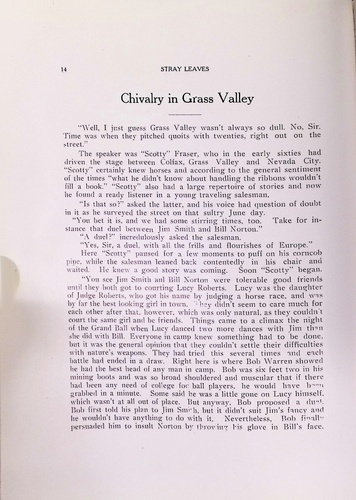 14
STRAY LEAVES
Chivalry in Grass Valley
"Well, I just guess Grass Valley wasn't always so dull. No, Sir.
Time was when they pitched quoits with twenties, right out on the
street."
The speaker was "Scotty" Fraser, who in the early sixties had
driven the stage between Colfax, Grass Valley and Nevada City.
"Scotty" certainly knew horses and according to the general sentiment
of the times "what he didn't know about handling the ribbons wouldn't
fill a book." "Scotty" also had a large repertoire of stories and now
he found a ready listener in a young traveling salesman.
"Is that so?" asked the latter, and his voice had question of doubt
in it as he surveyed the street on that sultry June day.
"You bet it is, and we had some stirring times, too. Take for in-
stance that duel between Jim Smith and Bill Norton."
"A duel?" incredulously asked the salesman.
"Yes, Sir, a duel, with all the frills and flourishes of Europe."
Here "Scotty" paused for a few moments to puff on his corncob
pipe, while the salesman leaned back contentedly in his chair and
waited. He knew a good story was coming. Soon "Scotty" began.
"You see Jim Smith and Bill Norton were tolerable good friends
until they both got to courting Lucy Roberts. Lucy was the daughter
of Judge Roberts, who got his name by judging a horse race, and was
by far the best looking girl in town. They didn't seem to care much for
each other after that, however, which was only natural, as they couldn't
court the same girl and be friends. Things came to a climax the night
of the Grand Ball when Lucy danced two more dances with Jim than
she did with Bill. Everyone in camp knew something had to be done,
but it was the general opinion that they couldn't settle their difficulties
with nature's weapons. They had tried this several times and each
battle had ended in a draw. Right here is where Bob Warren showed
he had the best head of any man in camp. Bob was six feet two in his
mining boots and was so broad shouldered and muscular that if there
had been any need of college foot ball players, he would have been
grabbed in a minute. Some said he was a little gone on Lucy himself,
which wasn't at all out of place. But anyway, Bob proposed a duel.
Bob first told his plan to Jim Smith, but it didn't suit Jim's fancy and
he wouldn't have anything to do with it. Nevertheless, Bob finally
persuaded him to insult Norton by throwing his glove in Bill's face.